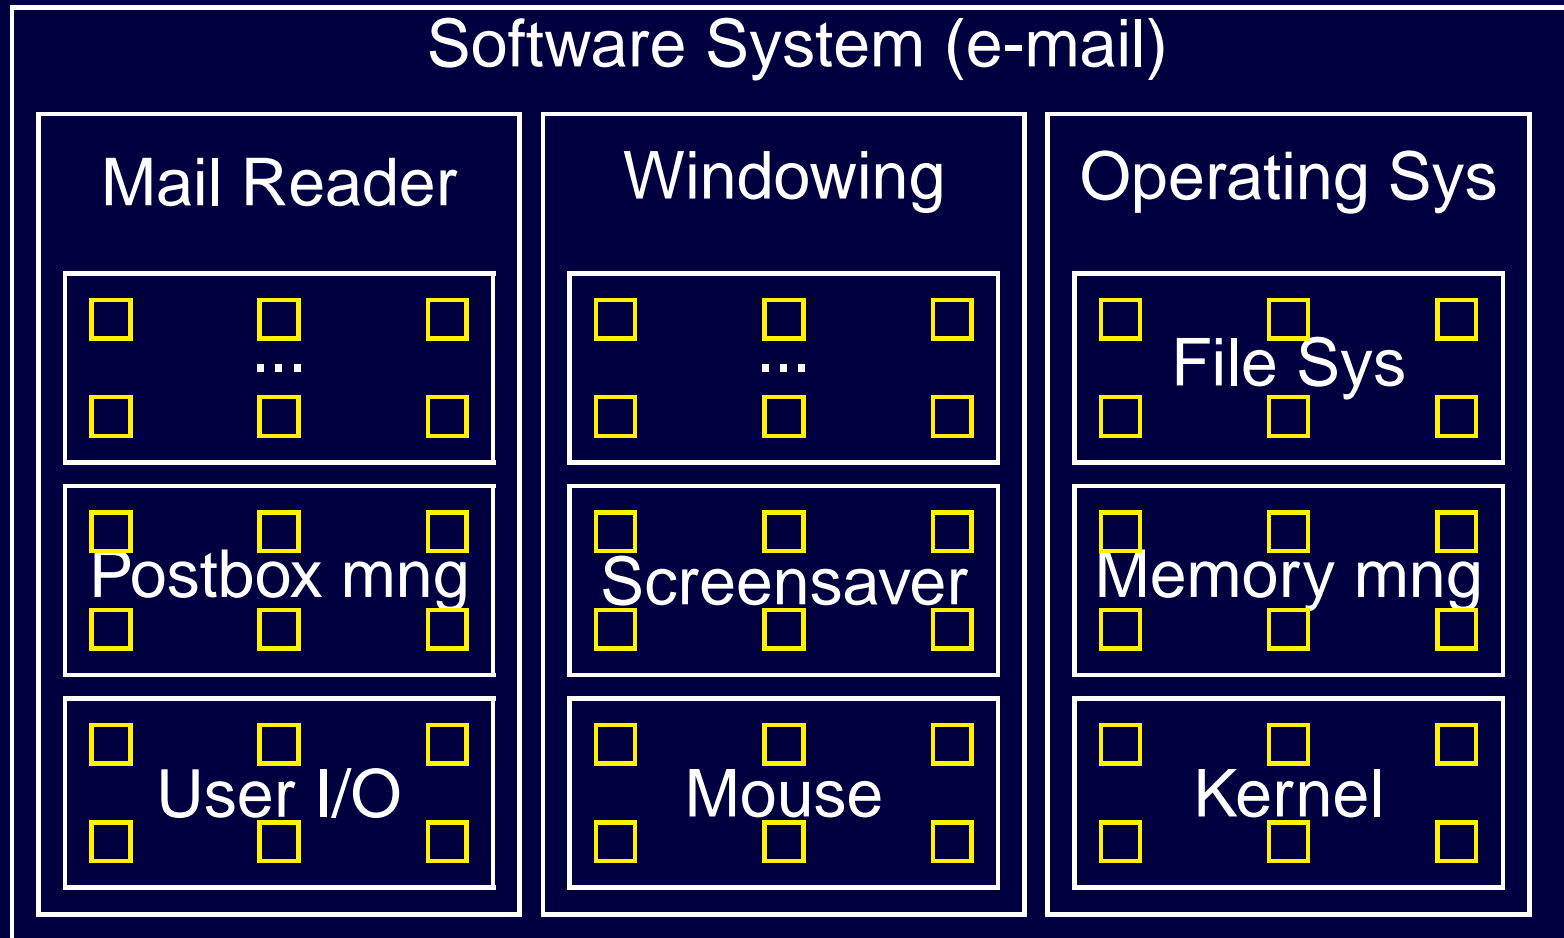 Software System (e-mail)
Mail Reader
...
Postbox mng
User I/O
Windowing
...
Screensaver
Mouse
Operating Sys
File Sys
Memory mng
Kernel